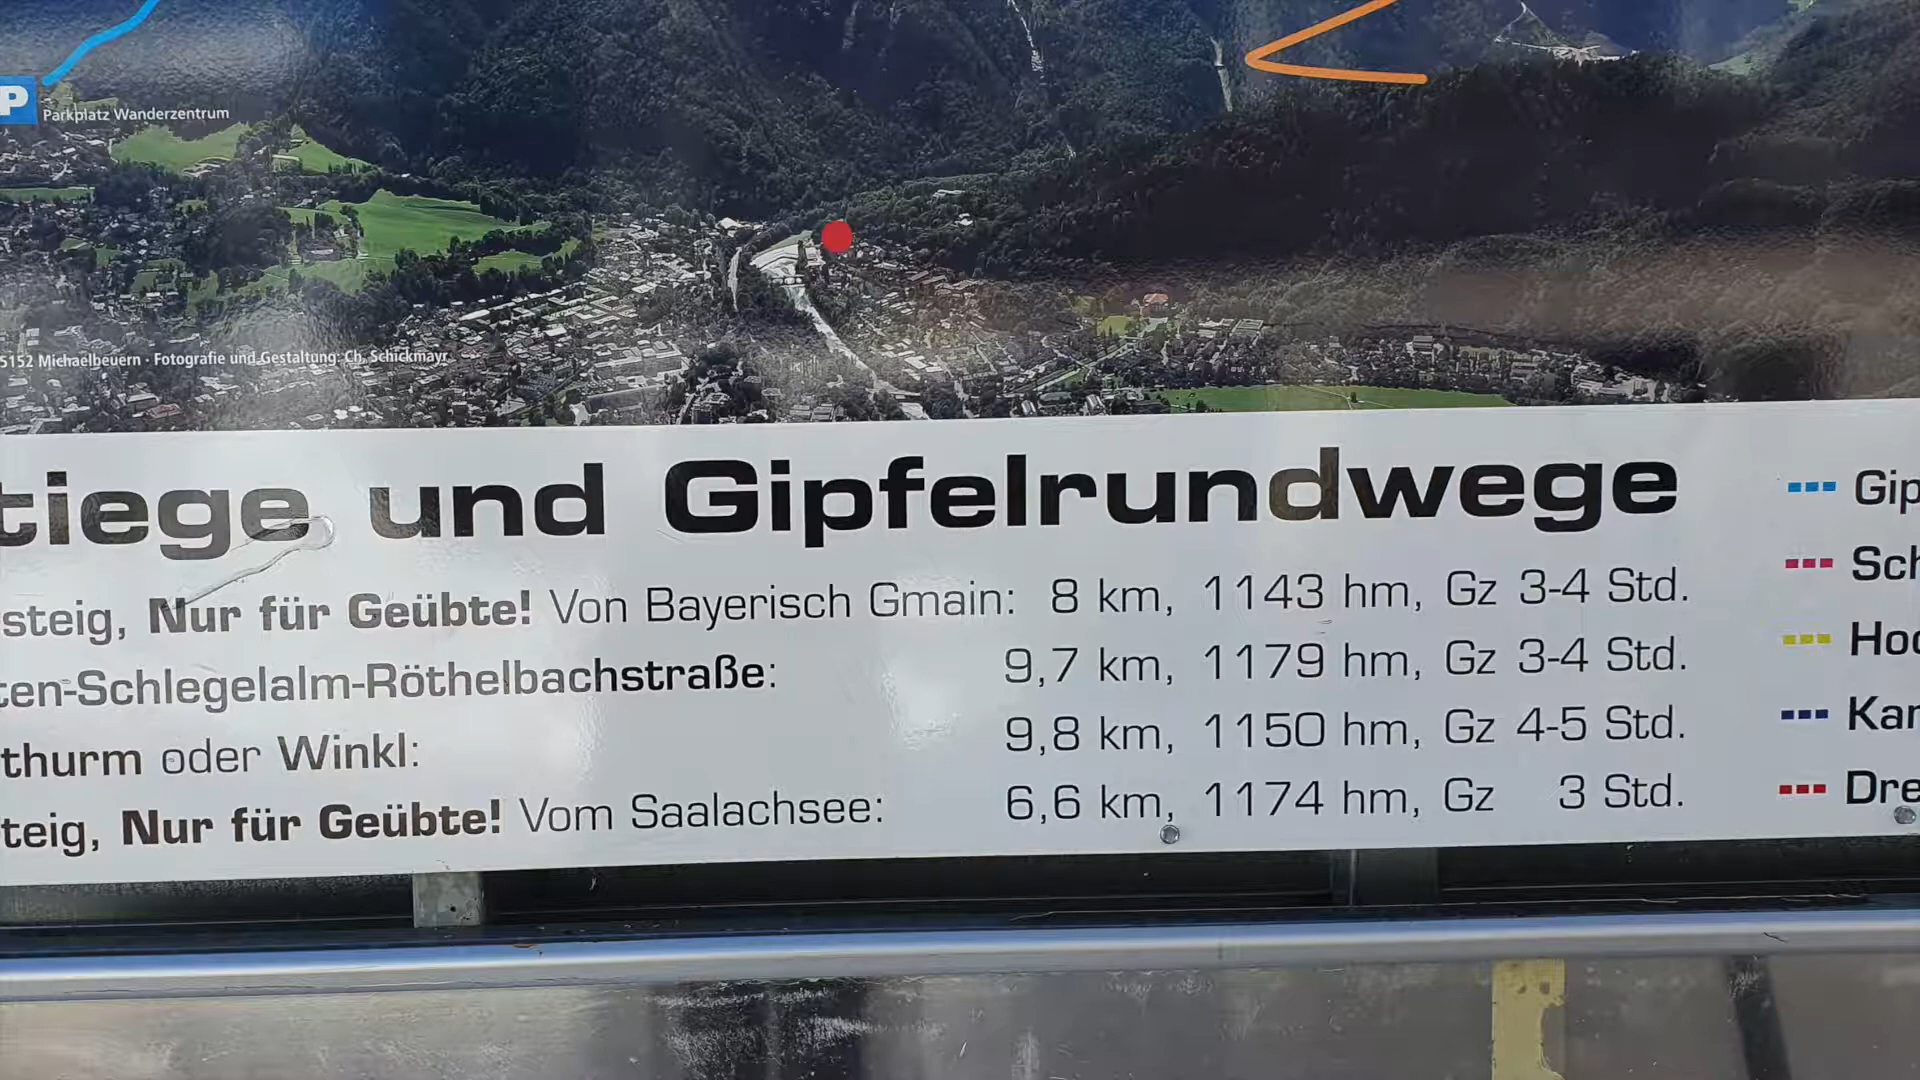 P Parkplatz Wanderzentrum
5152 Michaelbeuern · Fotografie und Gestaltung: Ch. Schickmayr
tiege und Gipfelrundwege
steig, Nur für Geübte! Von Bayerisch Gmain: 8 km, 1143 hm, Gz 3-4 Std.
ten-Schlegelalm-Röthelbachstraße: 9,7 km, 1179 hm, Gz 3-4 Std.
thurm oder Winkl: 9,8 km, 1150 hm, Gz 4-5 Std.
teig, Nur für Geübte! Vom Saalachsee: 6,6 km, 1174 hm, Gz 3 Std.
Gip
Sch
Hoc
Kar
Dre